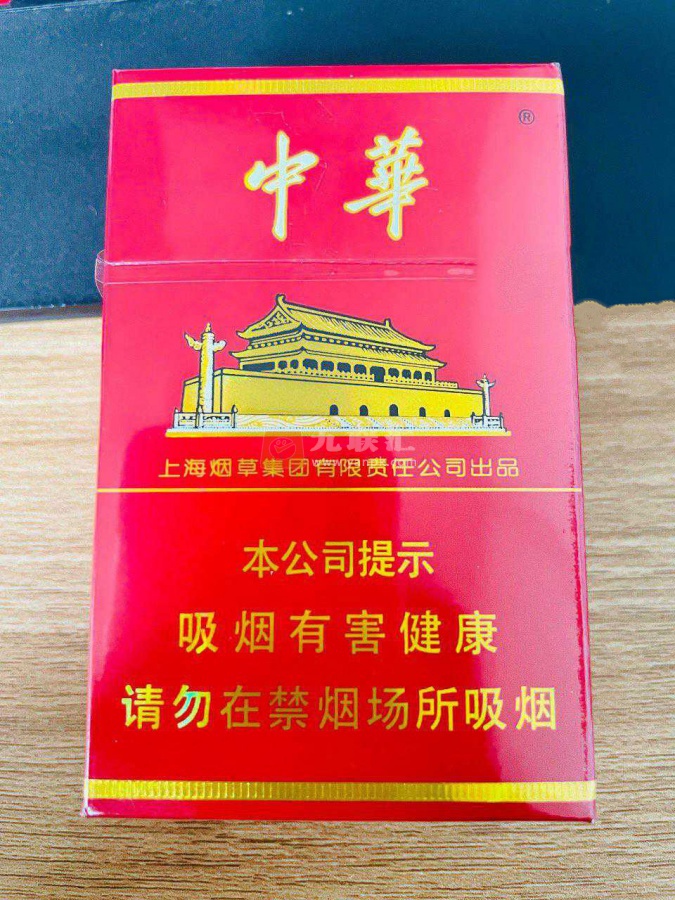 中華
®
上海烟草集团有限责任公司出品
本公司提示
吸烟有害健康
请勿在禁烟场所吸烟